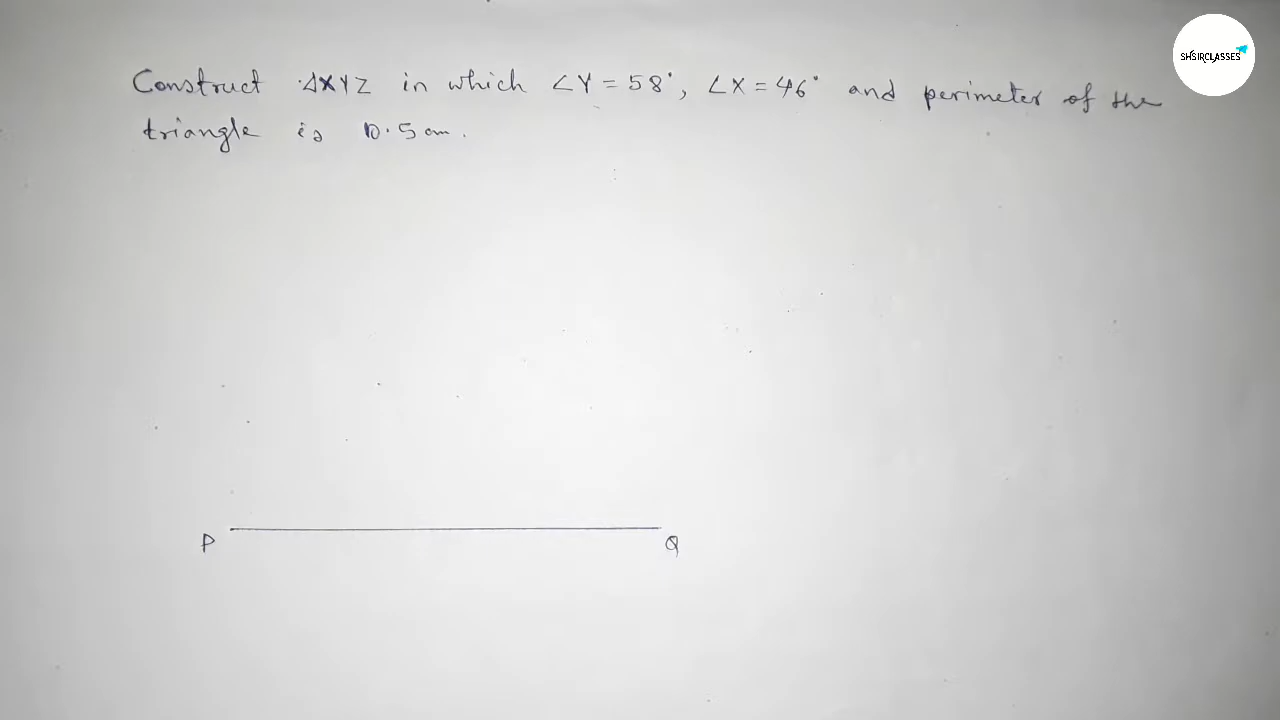 SHSIRCLASSES
Construct ΔXYZ in which ∠Y = 58°, ∠X = 46° and perimeter of the
triangle is 10.5 cm.
P
Q